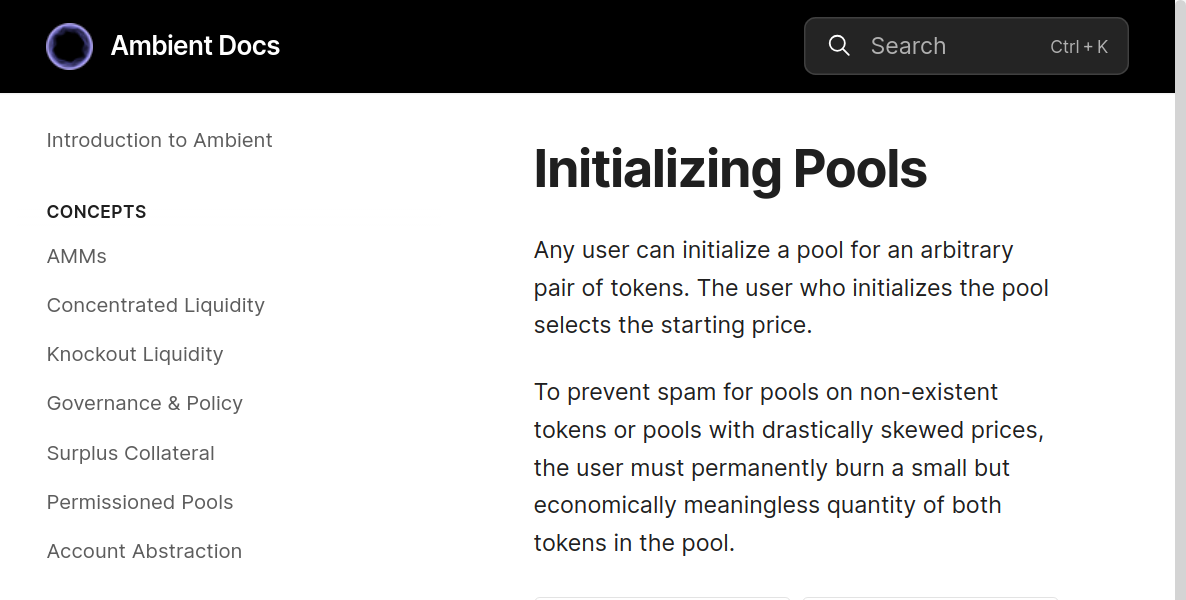 Ambient Docs
Search
Ctrl + K
Introduction to Ambient
CONCEPTS
AMMs
Concentrated Liquidity
Knockout Liquidity
Governance & Policy
Surplus Collateral
Permissioned Pools
Account Abstraction
Initializing Pools
Any user can initialize a pool for an arbitrary
pair of tokens. The user who initializes the pool
selects the starting price.
To prevent spam for pools on non-existent
tokens or pools with drastically skewed prices,
the user must permanently burn a small but
economically meaningless quantity of both
tokens in the pool.